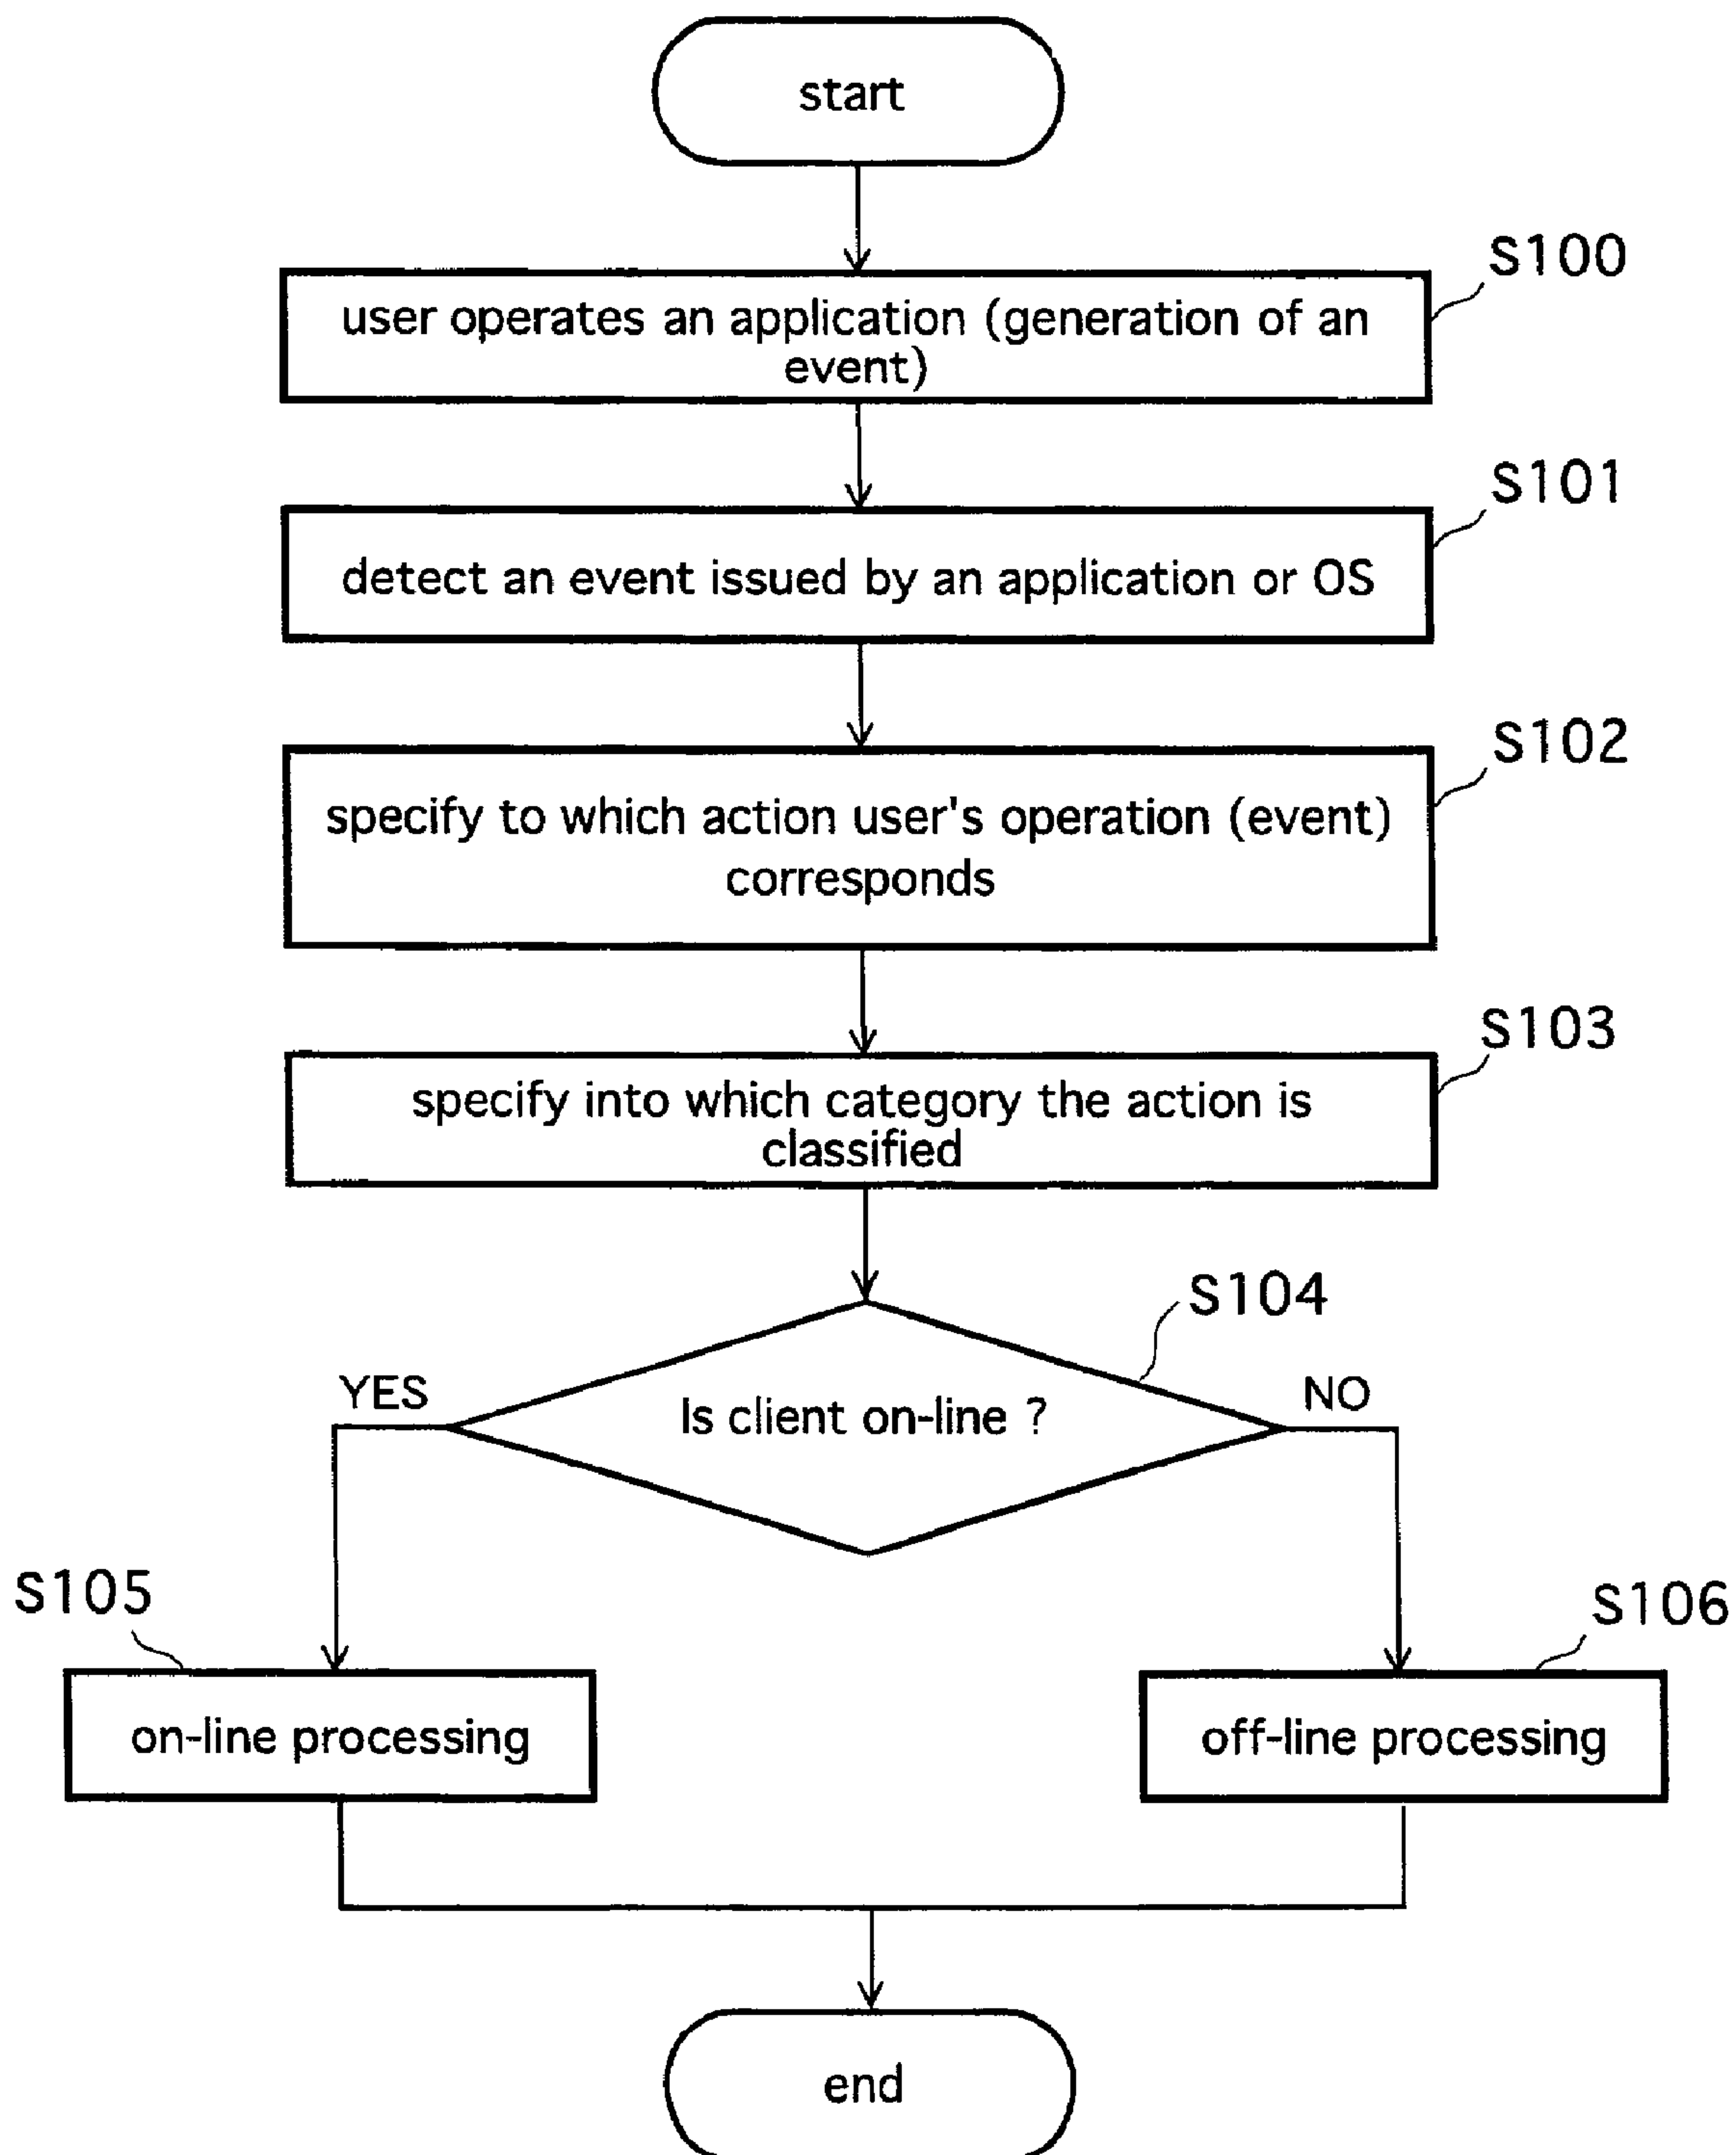 start
S100
user operates an application (generation of an
event)
S101
detect an event issued by an application or OS
S102
specify to which action user's operation (event)
corresponds
S103
specify into which category the action is
classified
S104
YES
Is client on-line ?
NO
S105
S106
on-line processing
off-line processing
end